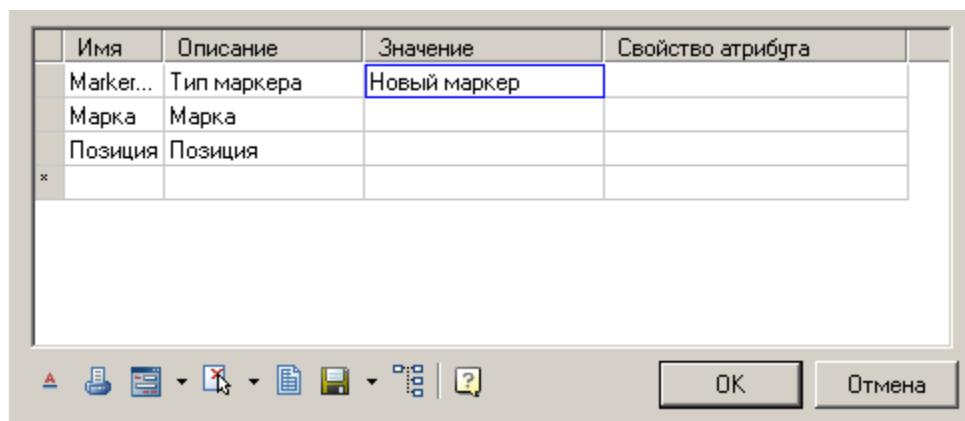 Имя Описание Значение Свойство атрибута
Marker... Тип маркера Новый маркер
Марка Марка
Позиция Позиция
*
OK Отмена